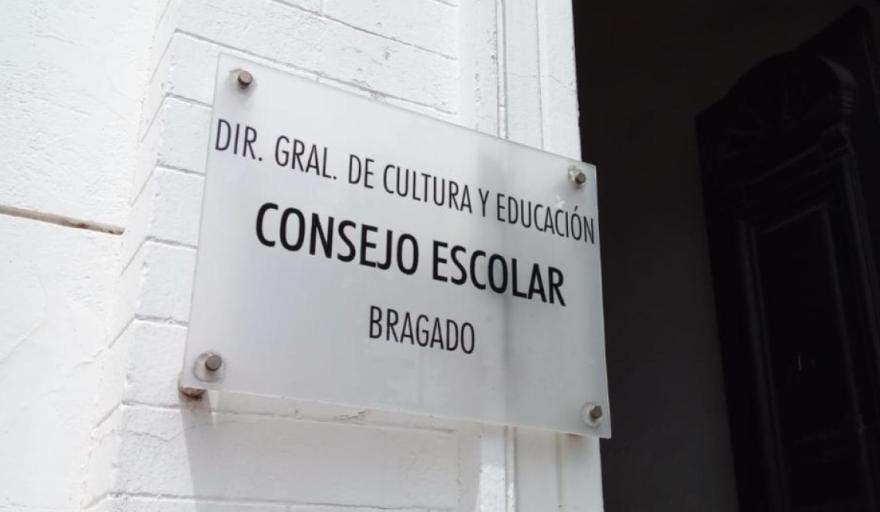 DIR. GRAL. DE CULTURA Y EDUCACIÓN
CONSEJO ESCOLAR
BRAGADO